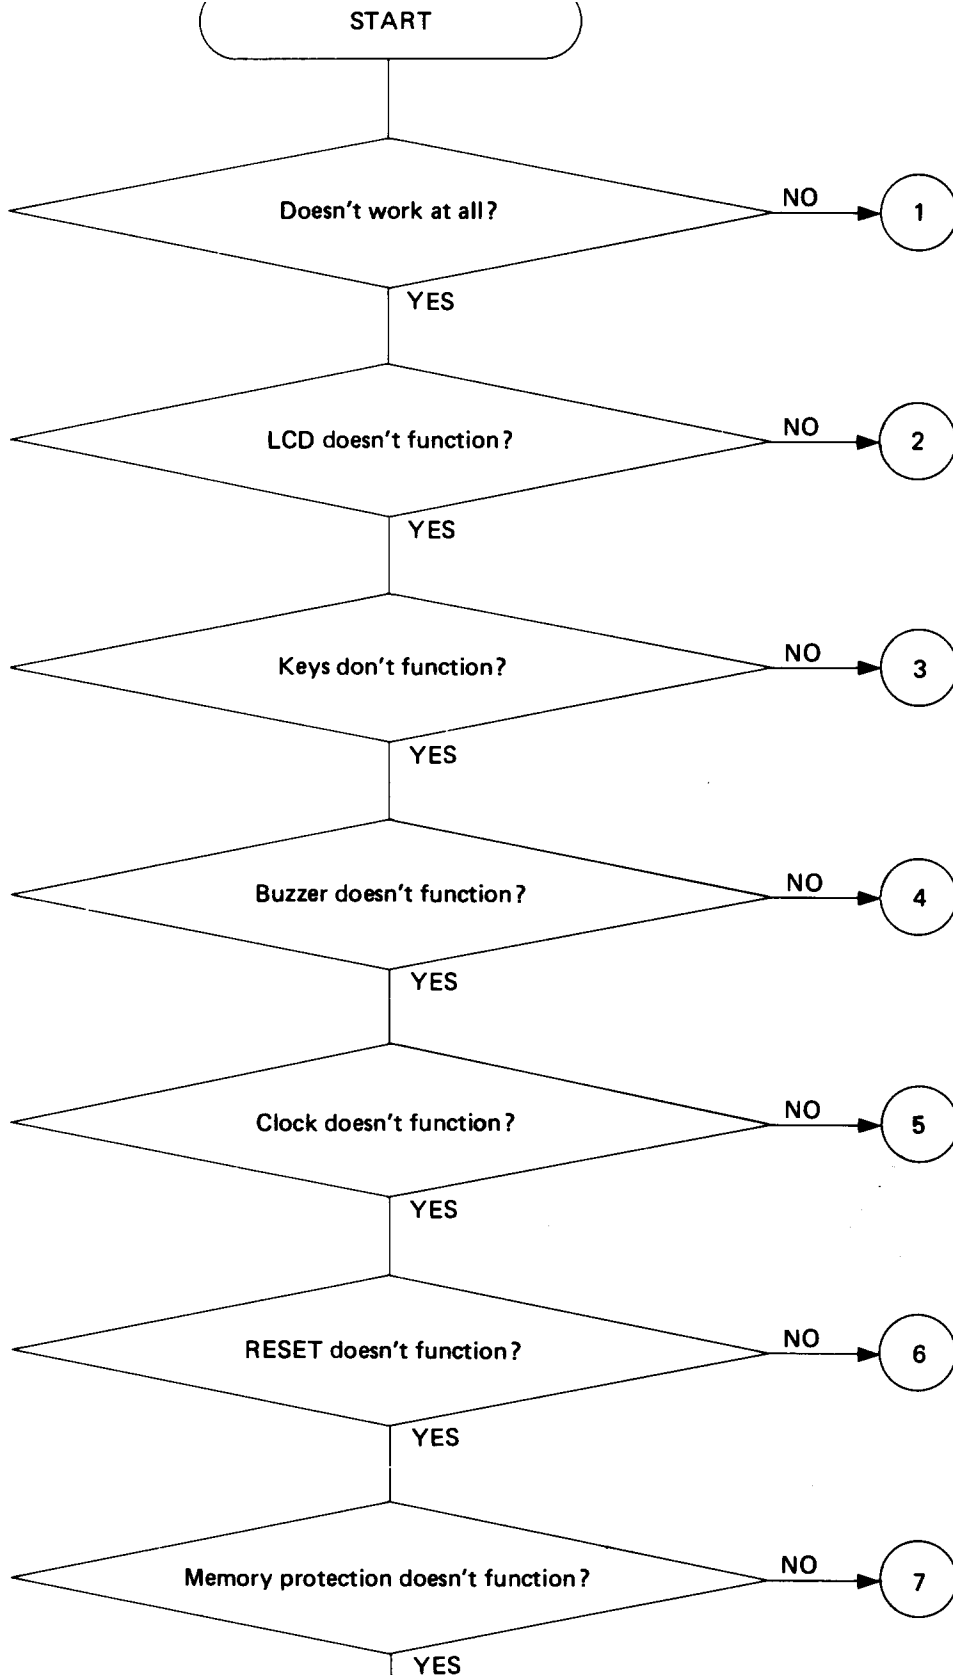 START
Doesn't work at all?
NO
1
YES
LCD doesn't function?
NO
2
YES
Keys don't function?
NO
3
YES
Buzzer doesn't function?
NO
4
YES
Clock doesn't function?
NO
5
YES
RESET doesn't function?
NO
6
YES
Memory protection doesn't function?
NO
7
YES